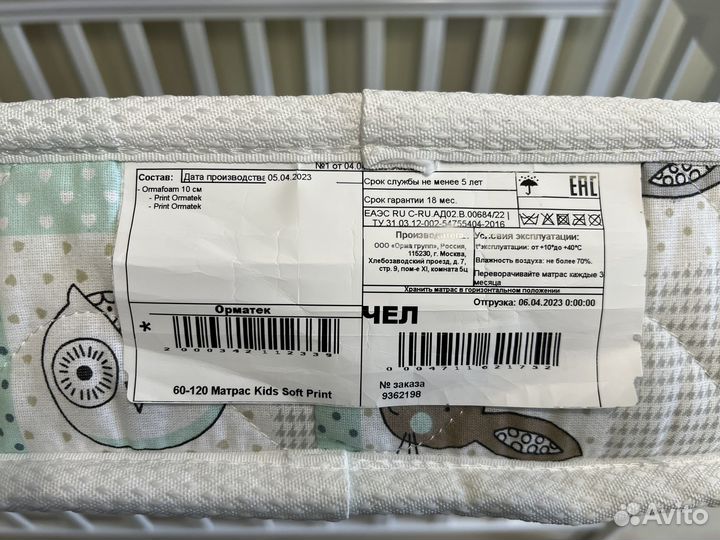 №1 от 04.0
Состав: Дата производства 05.04.2023
- Ormafoam 10 см
- Print Ormatek
- Print Ormatek
Орматек
*
2000342112339
60-120 Матрас Kids Soft Print
Срок службы не менее 5 лет
Срок гарантии 18 мес.
ЕАЭС RU С-RU.АД02.В.00684/22 |
ТУ 31.03.12-002-54755404-2016
EAC
Производитель:
ООО «Орма групп», Россия,
115230, г. Москва,
Хлебозаводский проезд, д.7,
стр. 9, пом-е XI, комната 5ц
Условия эксплуатации:
t°эксплуатации: от +10°до +40°С
Влажность воздуха: не более 70%.
Переворачивайте матрас каждые 3
месяца
Хранить матрас в горизонтальном положении
Отгрузка: 06.04.2023 0:00:00
ЧЕЛ
0004711621732
№ заказа
9362198
Avito